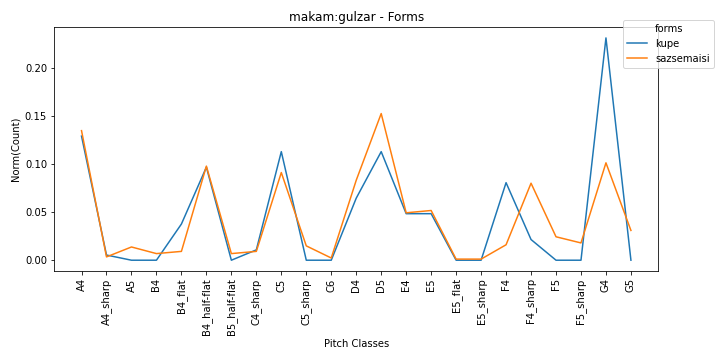 makam:gulzar - Forms
forms
kupe
sazsemaisi
Norm(Count)
0.20
0.15
0.10
0.05
0.00
A4
A4_sharp
A5
B4
B4_flat
B4_half-flat
B5_half-flat
C4_sharp
C5
C5_sharp
C6
D4
D5
E4
E5
E5_flat
E5_sharp
F4
F4_sharp
F5
F5_sharp
G4
G5
Pitch Classes